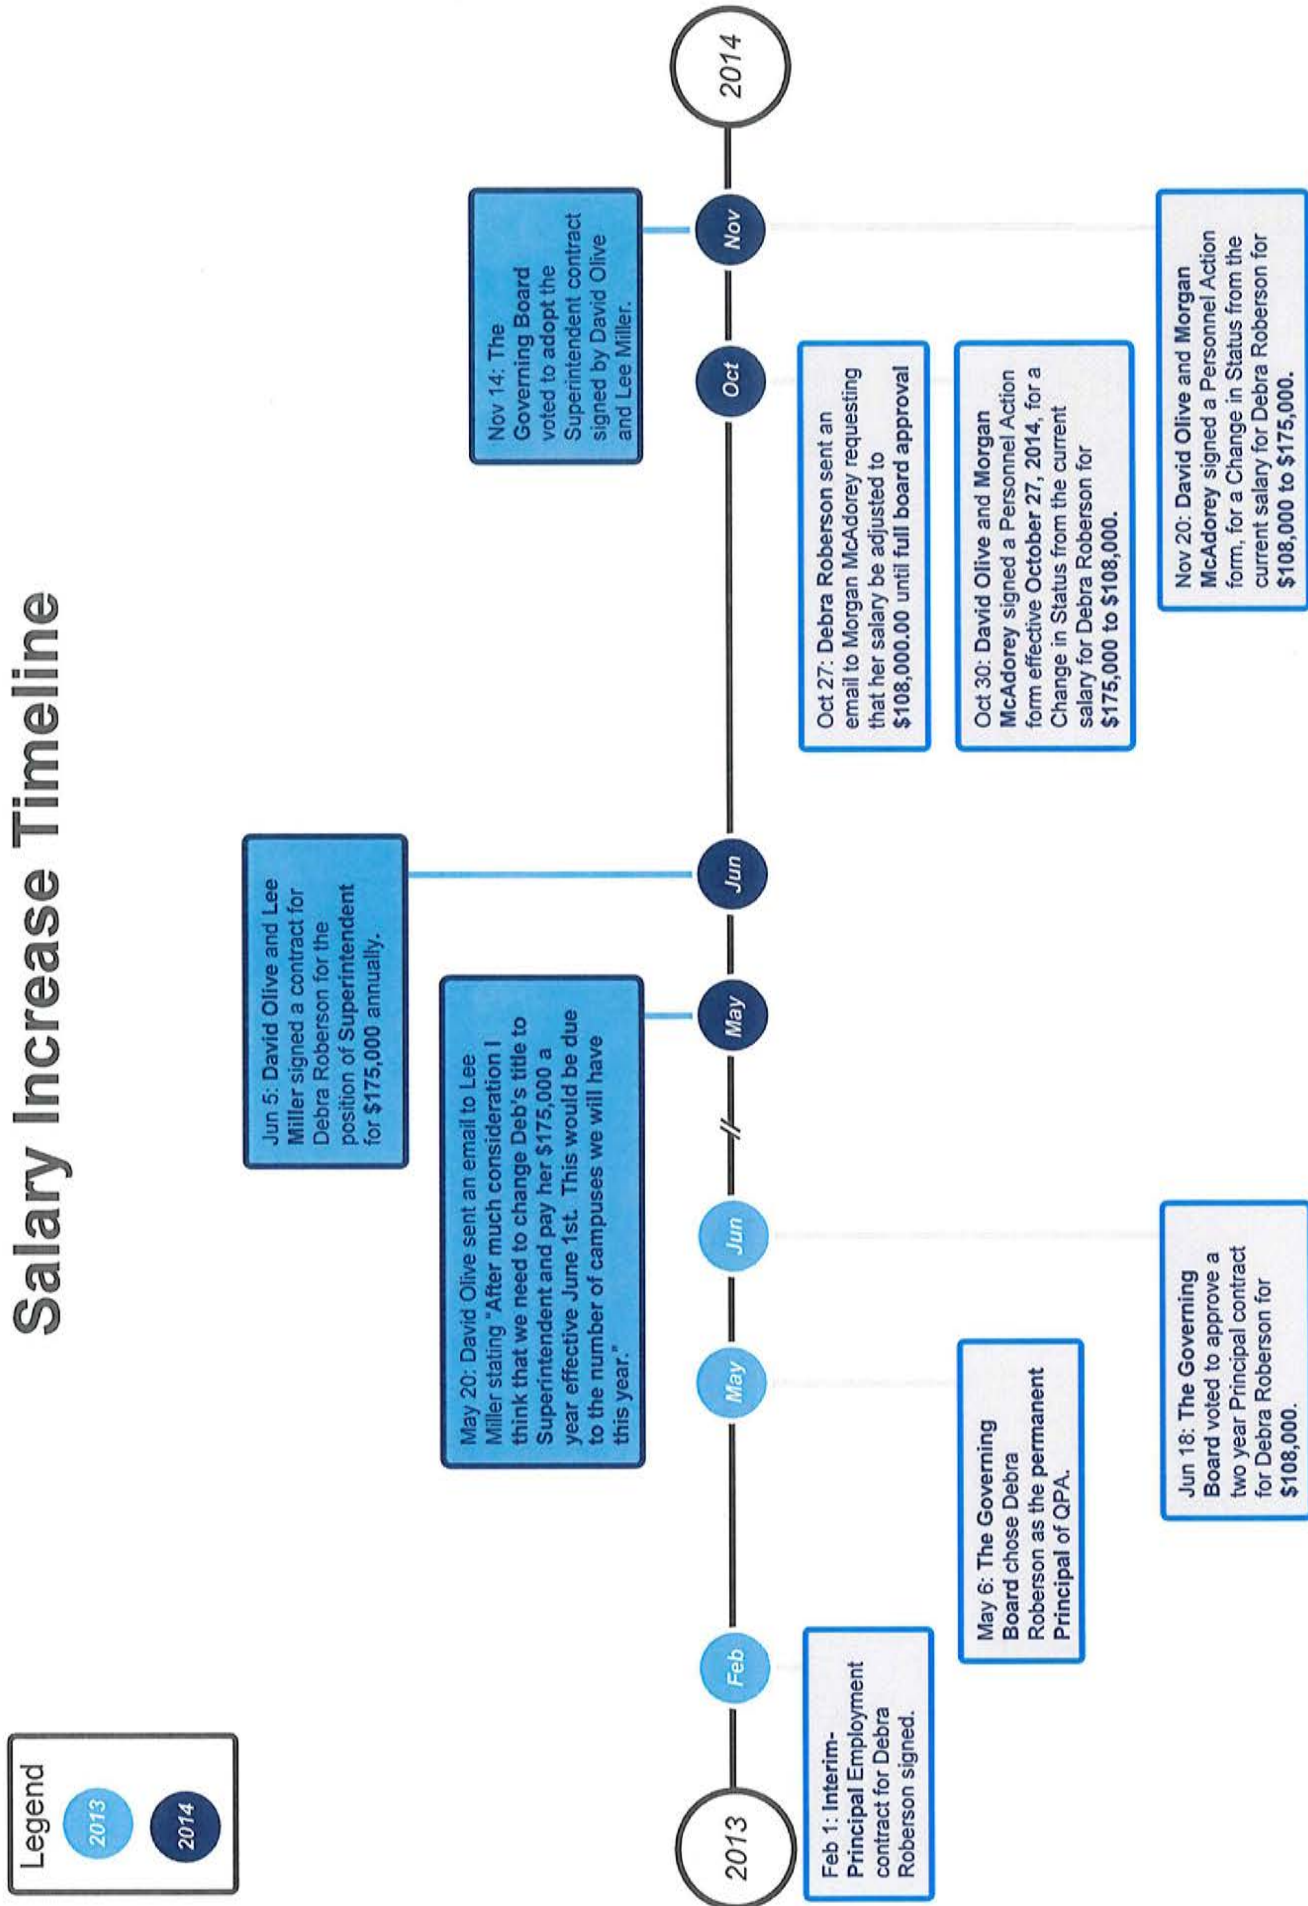 Salary Increase Timeline
Legend
2013
2014
Jun 5: David Olive and Lee
Miller signed a contract for
Debra Roberson for the
position of Superintendent
for $175,000 annually.
May 20: David Olive sent an email to Lee
Miller stating "After much consideration I
think that we need to change Deb's title to
Superintendent and pay her $175,000 a
year effective June 1st. This would be due
to the number of campuses we will have
this year."
Nov 14: The
Governing Board
voted to adopt the
Superintendent contract
signed by David Olive
and Lee Miller.
2013
Feb
May
Jun
May
Jun
Oct
Nov
2014
Feb 1: Interim-
Principal Employment
contract for Debra
Roberson signed.
May 6: The Governing
Board chose Debra
Roberson as the permanent
Principal of QPA.
Jun 18: The Governing
Board voted to approve a
two year Principal contract
for Debra Roberson for
$108,000.
Oct 27: Debra Roberson sent an
email to Morgan McAdorey requesting
that her salary be adjusted to
$108,000.00 until full board approval
Oct 30: David Olive and Morgan
McAdorey signed a Personnel Action
form effective October 27, 2014, for a
Change in Status from the current
salary for Debra Roberson for
$175,000 to $108,000.
Nov 20: David Olive and Morgan
McAdorey signed a Personnel Action
form, for a Change in Status from the
current salary for Debra Roberson for
$108,000 to $175,000.